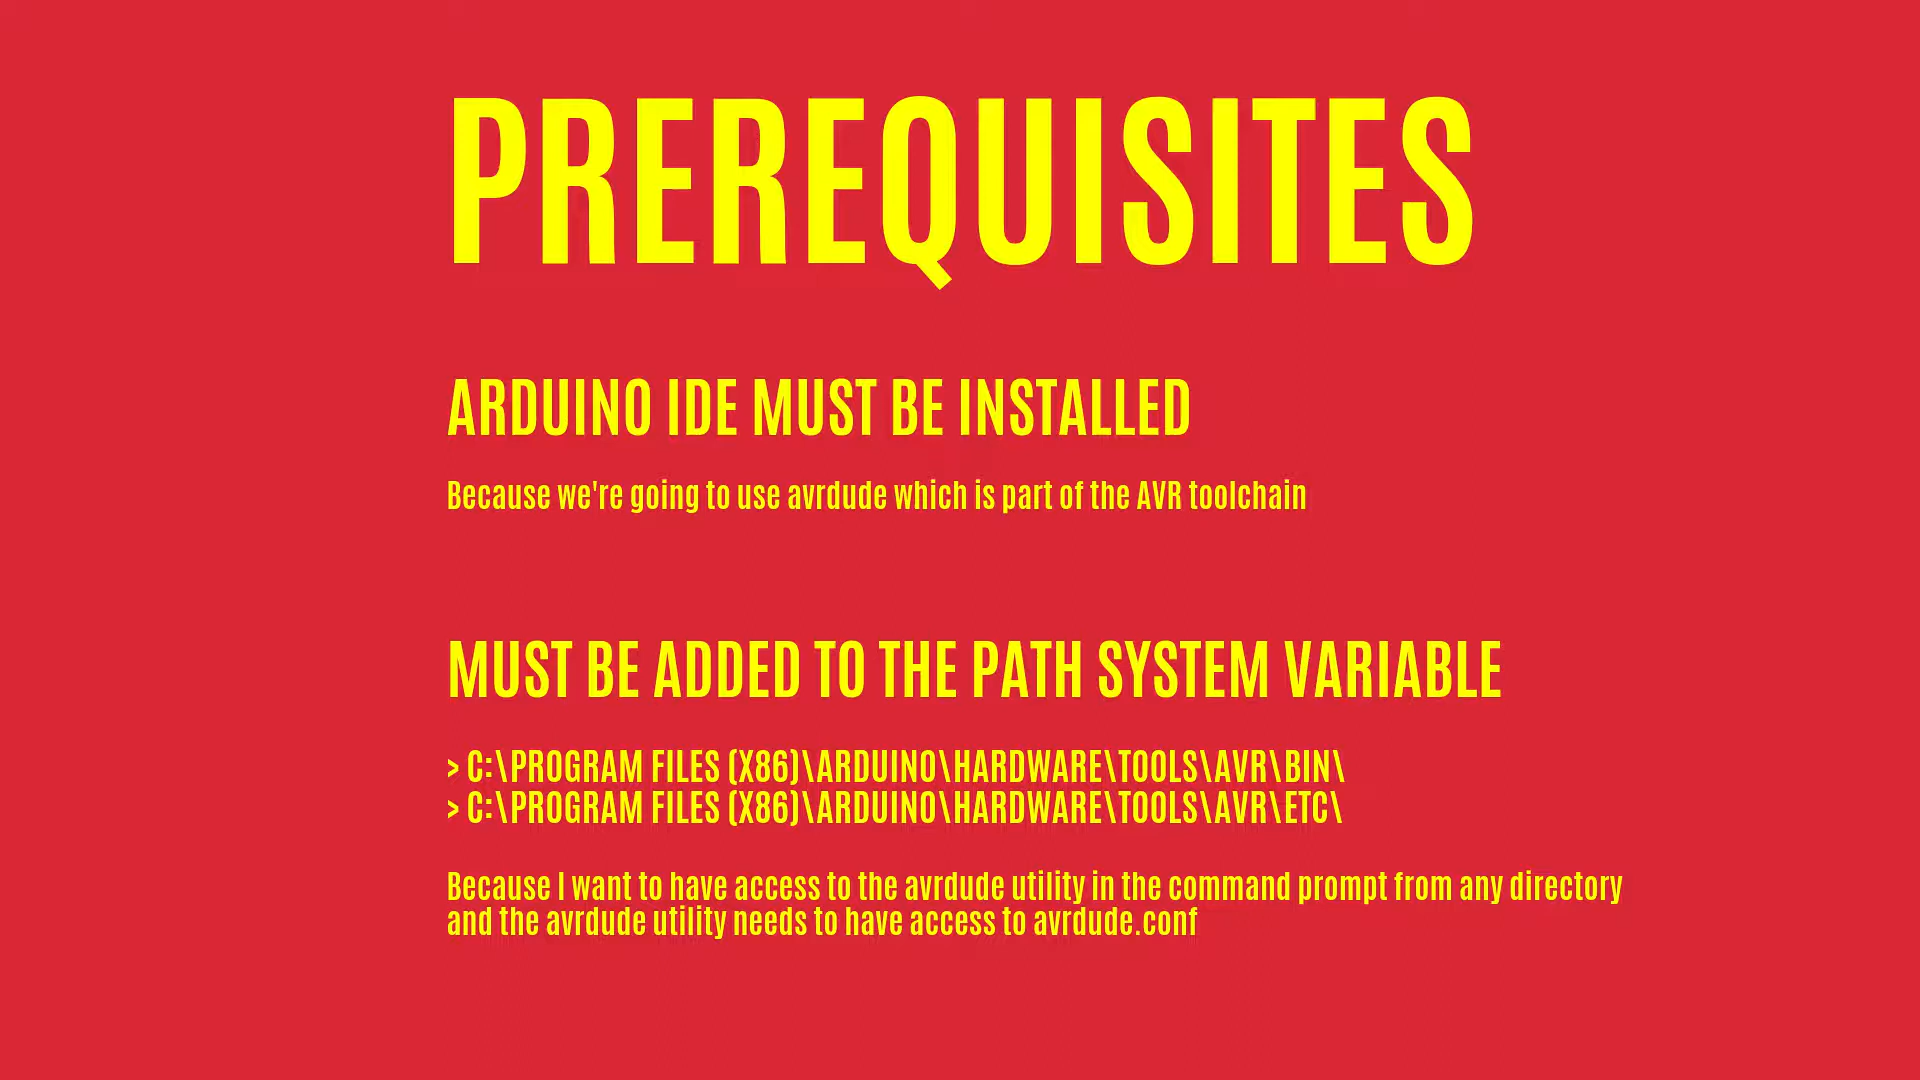 PREREQUISITES
ARDUINO IDE MUST BE INSTALLED
Because we're going to use avrdude which is part of the AVR toolchain
MUST BE ADDED TO THE PATH SYSTEM VARIABLE
> C:\PROGRAM FILES (X86)\ARDUINO\HARDWARE\TOOLS\AVR\BIN\
> C:\PROGRAM FILES (X86)\ARDUINO\HARDWARE\TOOLS\AVR\ETC\
Because I want to have access to the avrdude utility in the command prompt from any directory
and the avrdude utility needs to have access to avrdude.conf